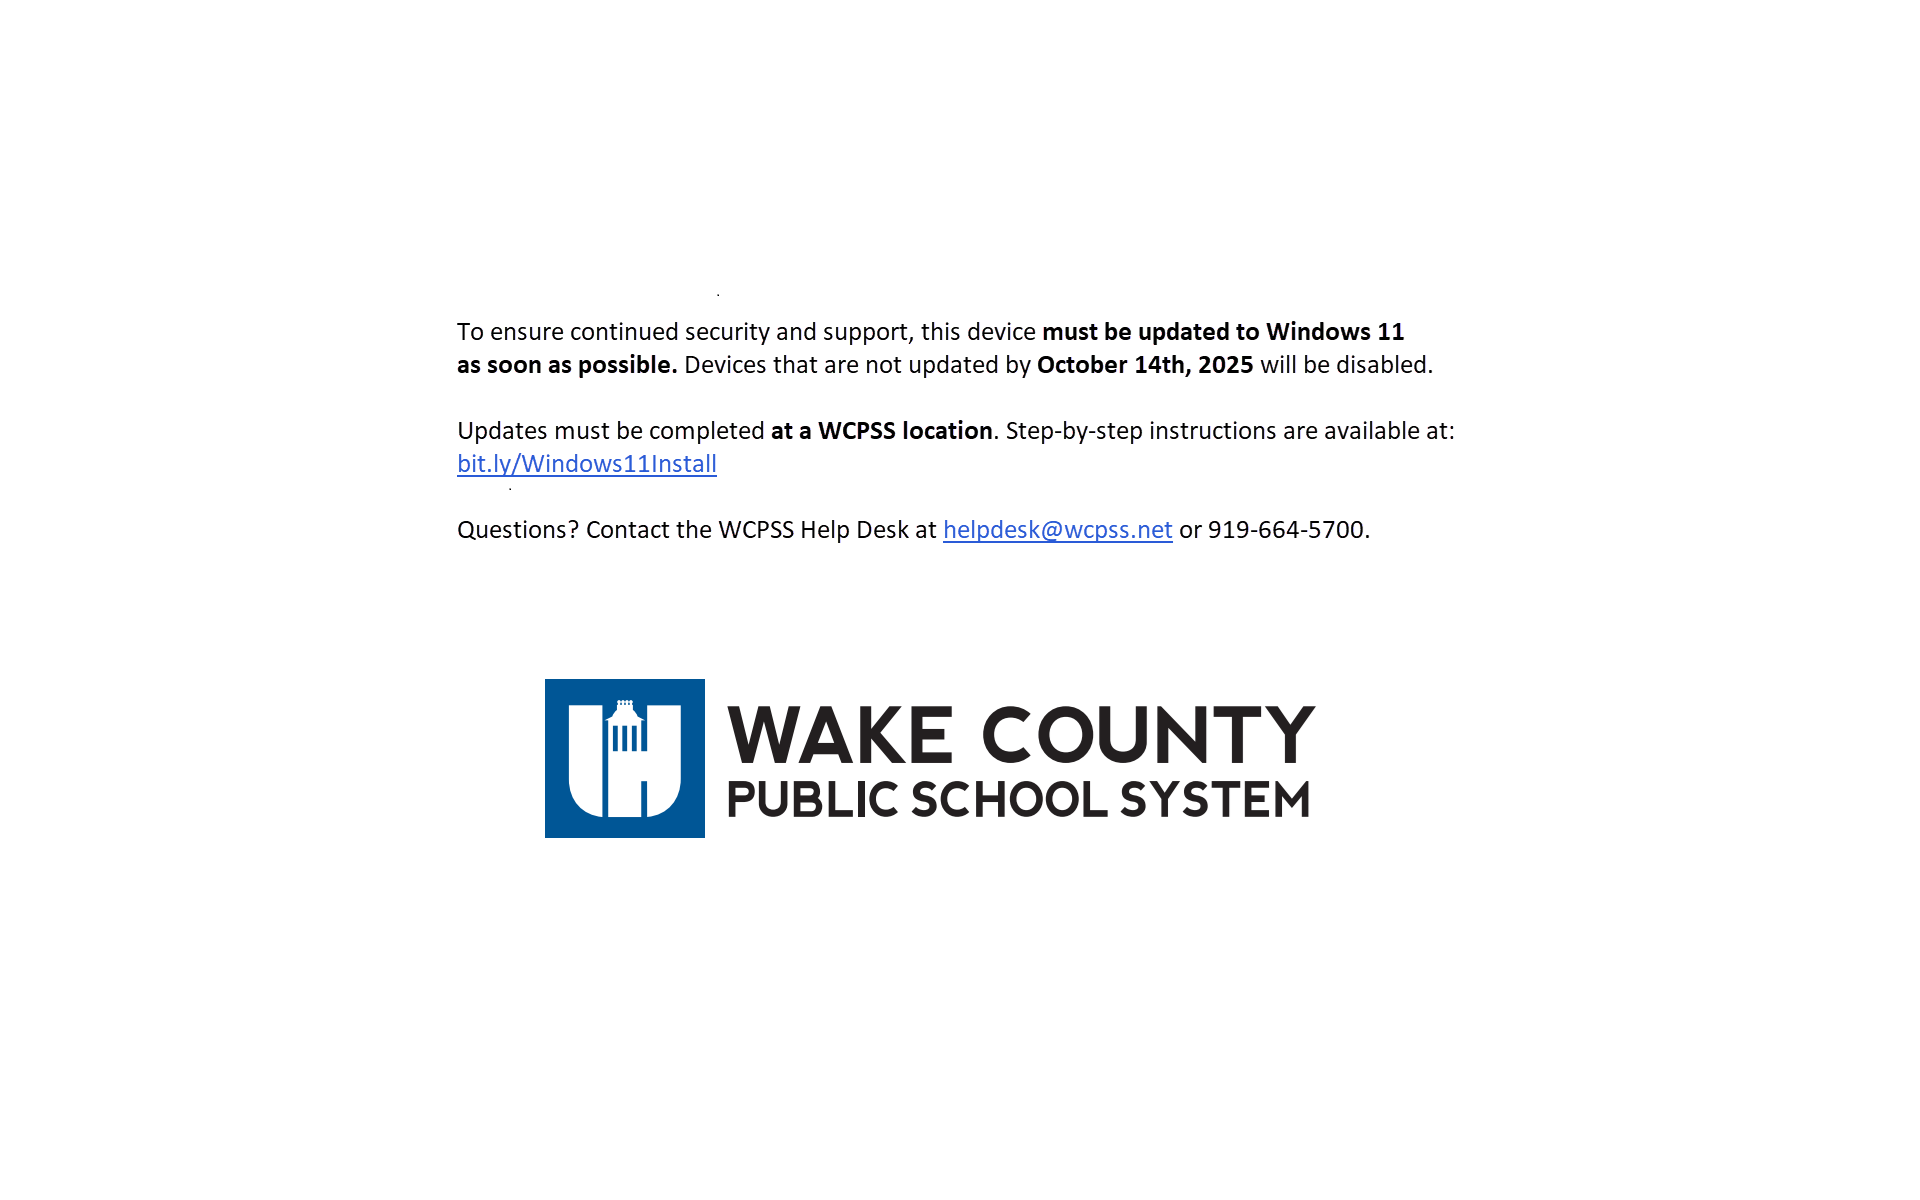 To ensure continued security and support, this device must be updated to Windows 11
as soon as possible. Devices that are not updated by October 14th, 2025 will be disabled.
Updates must be completed at a WCPSS location. Step-by-step instructions are available at:
bit.ly/Windows11Install
Questions? Contact the WCPSS Help Desk at helpdesk@wcpss.net or 919-664-5700.
WAKE COUNTY
PUBLIC SCHOOL SYSTEM